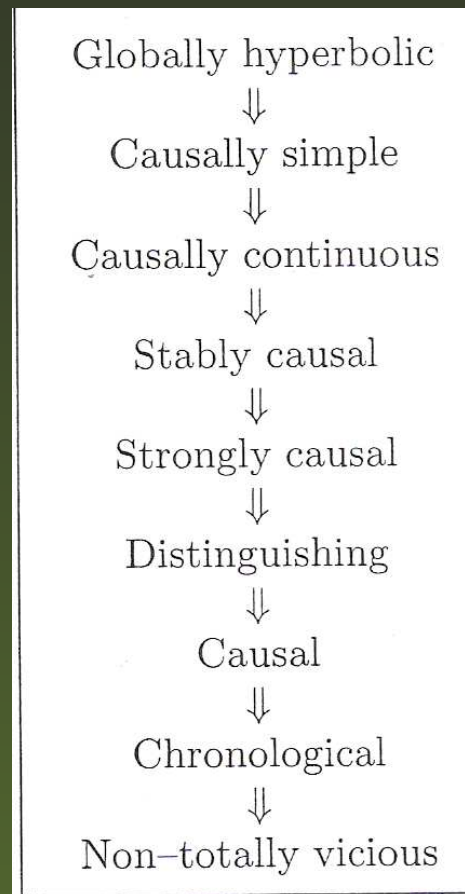 Globally hyperbolic
⇓
Causally simple
⇓
Causally continuous
⇓
Stably causal
⇓
Strongly causal
⇓
Distinguishing
⇓
Causal
⇓
Chronological
⇓
Non–totally vicious